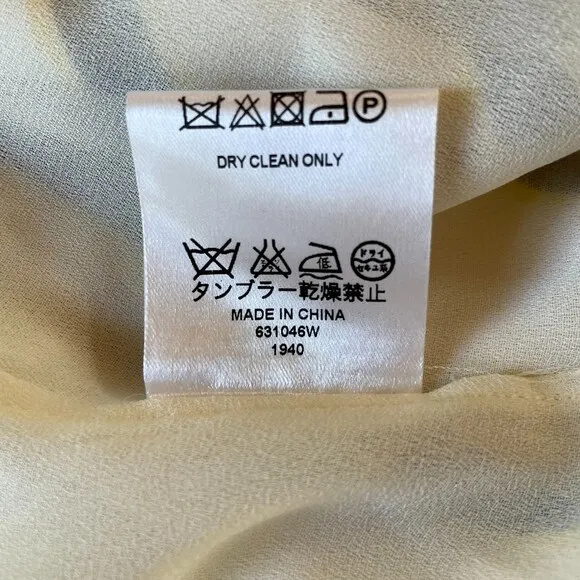 P
DRY CLEAN ONLY
低 ドライ
セキユ系
タンブラー乾燥禁止
MADE IN CHINA
631046W
1940